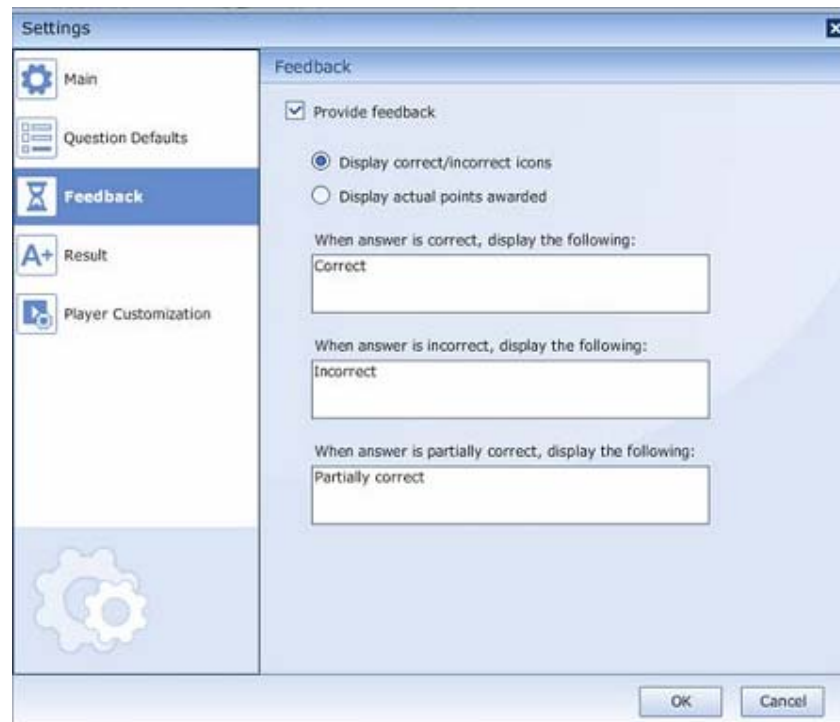 Settings
Main
Question Defaults
Feedback
A+ Result
Player Customization
Feedback
Provide feedback
Display correct/incorrect icons
Display actual points awarded
When answer is correct, display the following:
Correct
When answer is incorrect, display the following:
Incorrect
When answer is partially correct, display the following:
Partially correct
OK Cancel